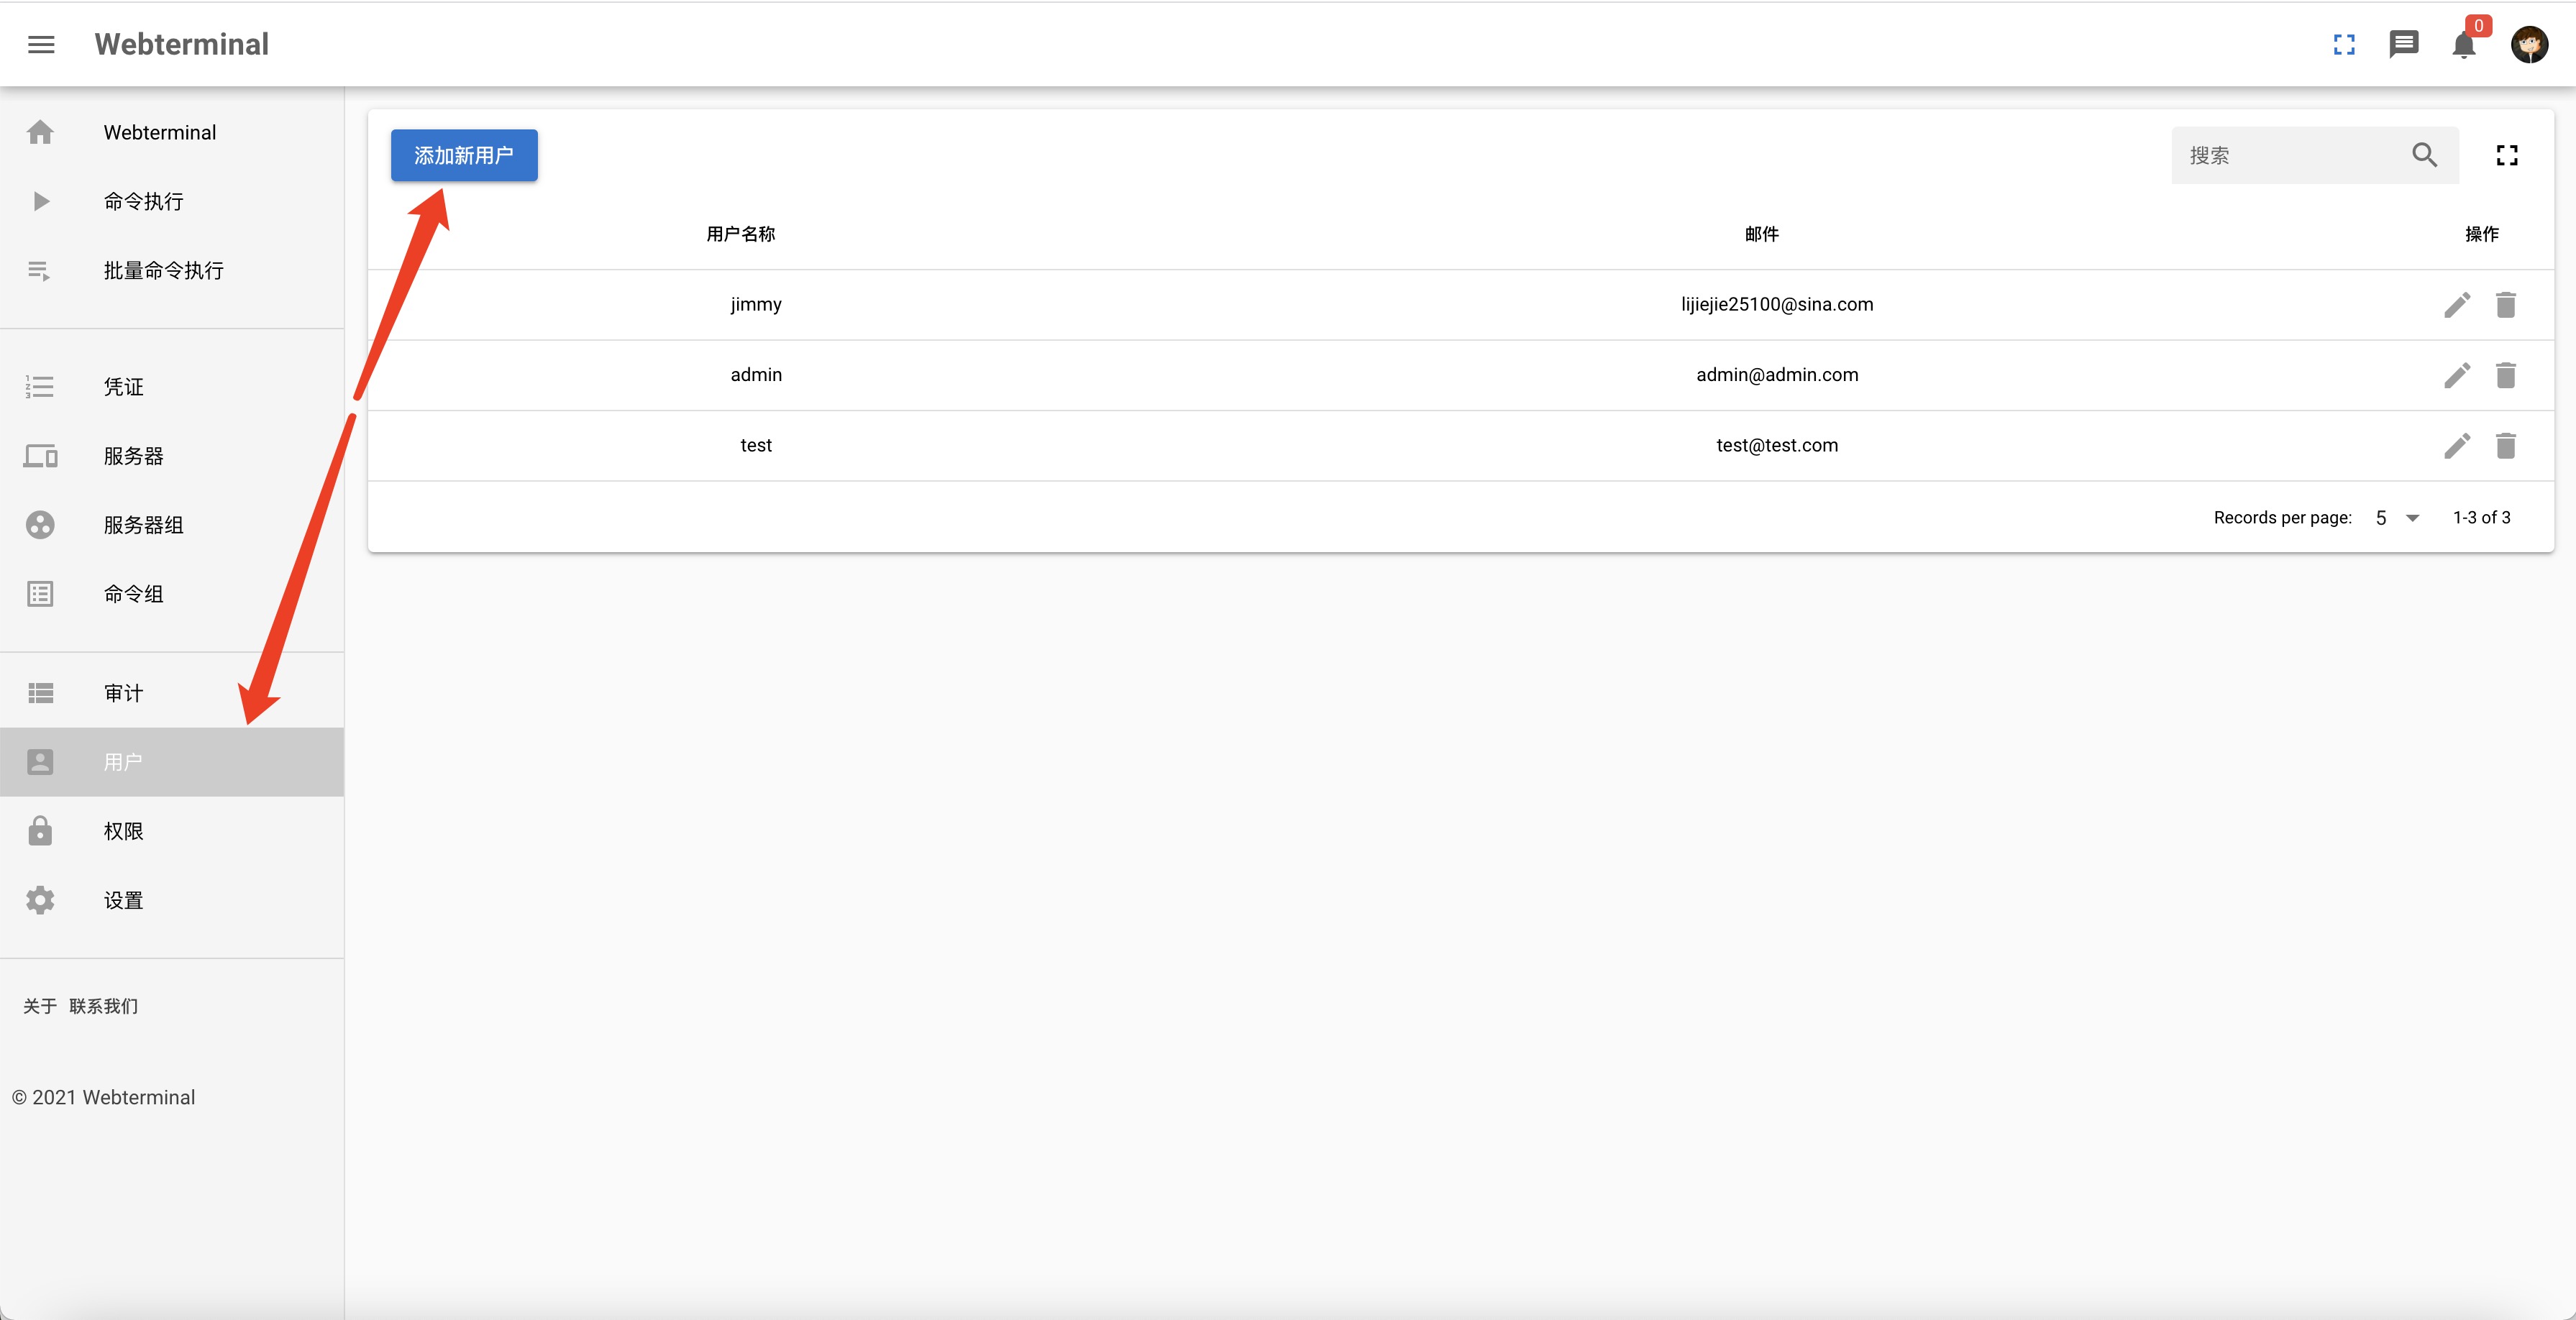 Webterminal
0
Webterminal
命令执行
批量命令执行
凭证
服务器
服务器组
命令组
审计
用户
权限
设置
关于 联系我们
© 2021 Webterminal
添加新用户
搜索
用户名称 邮件 操作
jimmy lijiejie25100@sina.com
admin admin@admin.com
test test@test.com
Records per page: 5 1-3 of 3